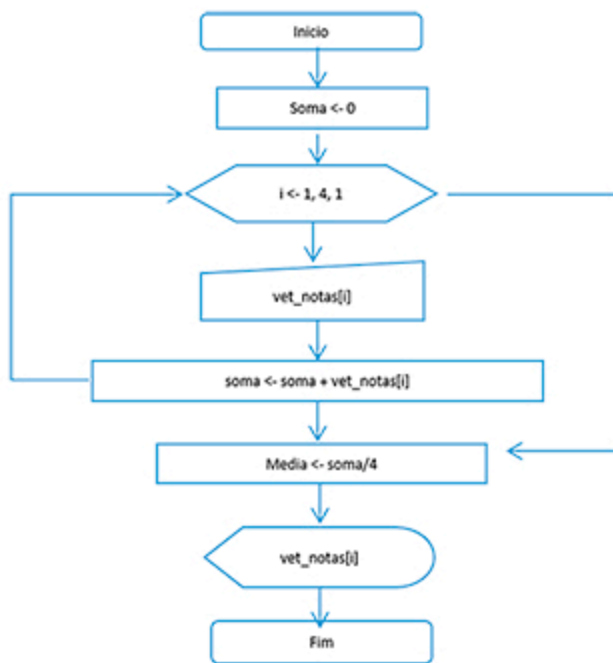 Inicio
Soma <- 0
i <- 1, 4, 1
vet_notas[i]
soma <- soma + vet_notas[i]
Media <- soma/4
vet_notas[i]
Fim